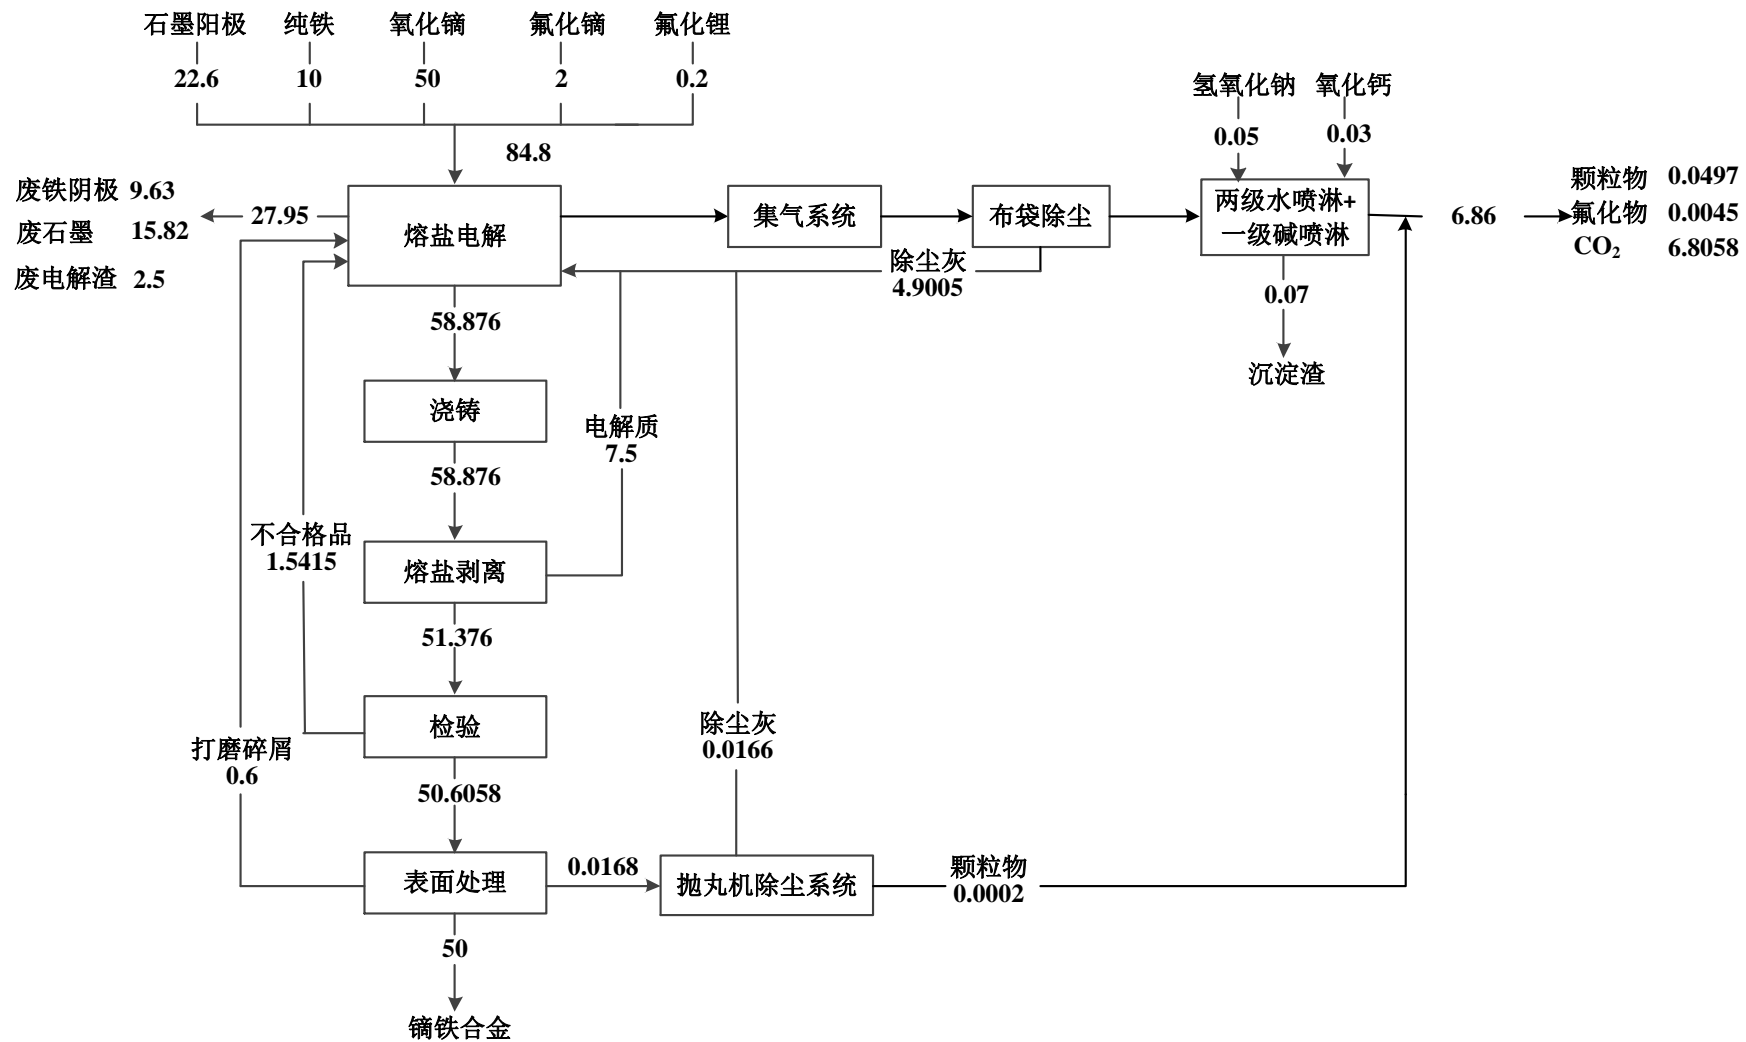 石墨阳极 纯铁 氧化镝 氟化镝 氟化锂
22.6 10 50 2 0.2
84.8
氢氧化钠 氧化钙
0.05 0.03
废铁阴极 9.63
废石墨 15.82
废电解渣 2.5
27.95
熔盐电解
集气系统
布袋除尘
两级水喷淋+
一级碱喷淋
6.86
颗粒物 0.0497
氟化物 0.0045
CO₂ 6.8058
除尘灰
4.9005
0.07
沉淀渣
58.876
浇铸
58.876
电解质
7.5
不合格品
1.5415
熔盐剥离
51.376
检验
除尘灰
0.0166
打磨碎屑
0.6
50.6058
表面处理
0.0168
抛丸机除尘系统
颗粒物
0.0002
50
镝铁合金